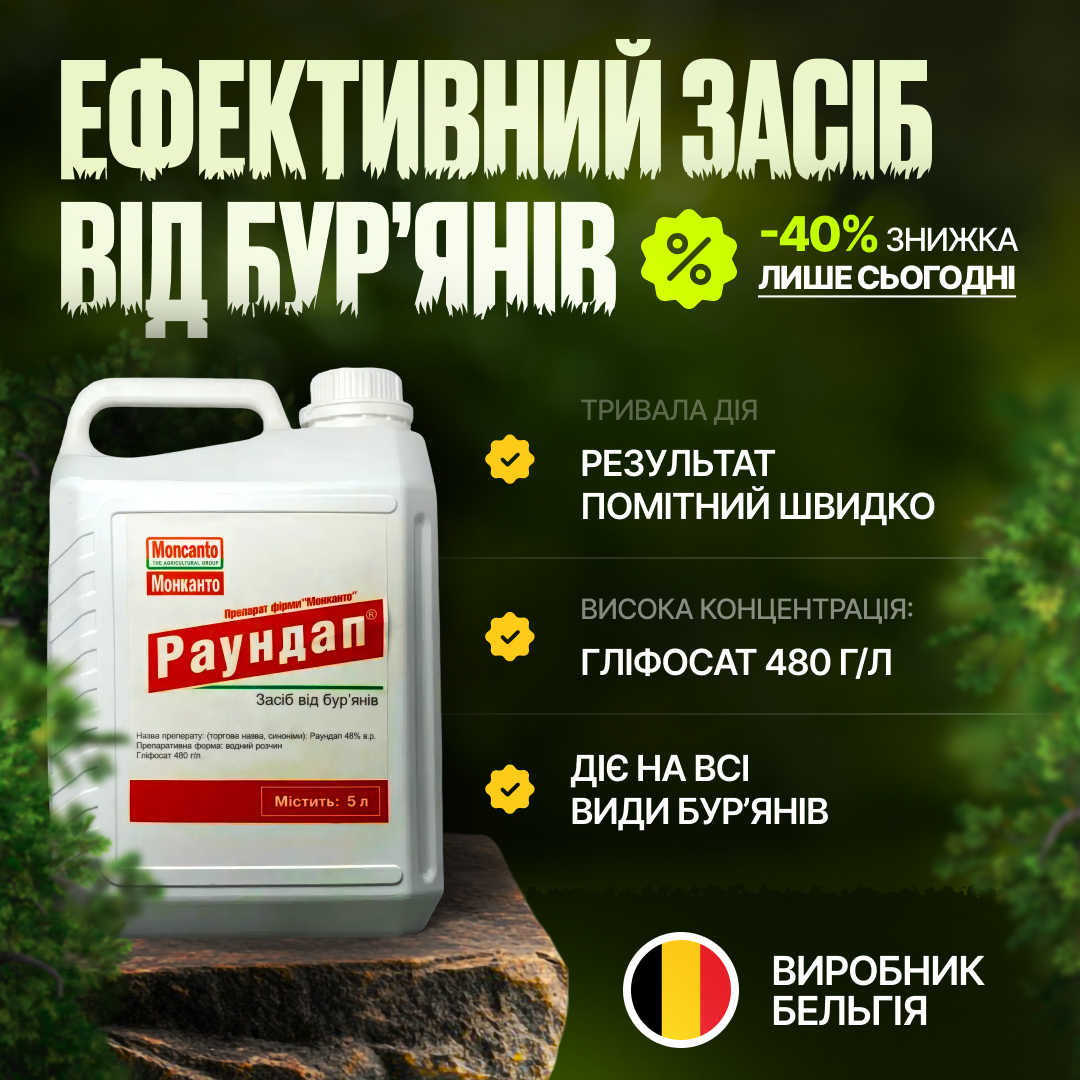 ЕФЕКТИВНИЙ ЗАСІБ
ВІД БУР’ЯНІВ
-40% ЗНИЖКА
ЛИШЕ СЬОГОДНІ
ТРИВАЛА ДІЯ
РЕЗУЛЬТАТ
ПОМІТНИЙ ШВИДКО
ВИСОКА КОНЦЕНТРАЦІЯ:
ГЛІФОСАТ 480 Г/Л
ДІЄ НА ВСІ
ВИДИ БУР’ЯНІВ
Moncanto
THE AGRICULTURAL GROUP
Монканто
Препарат фірми "Монканто"
Раундап®
Засіб від бур'янів
Назва препарату: (торгова назва, синоніми): Раундап 48% в.р.
Препаративна форма: водний розчин
Гліфосат 480 г/л
Містить: 5 л
ВИРОБНИК
БЕЛЬГІЯ